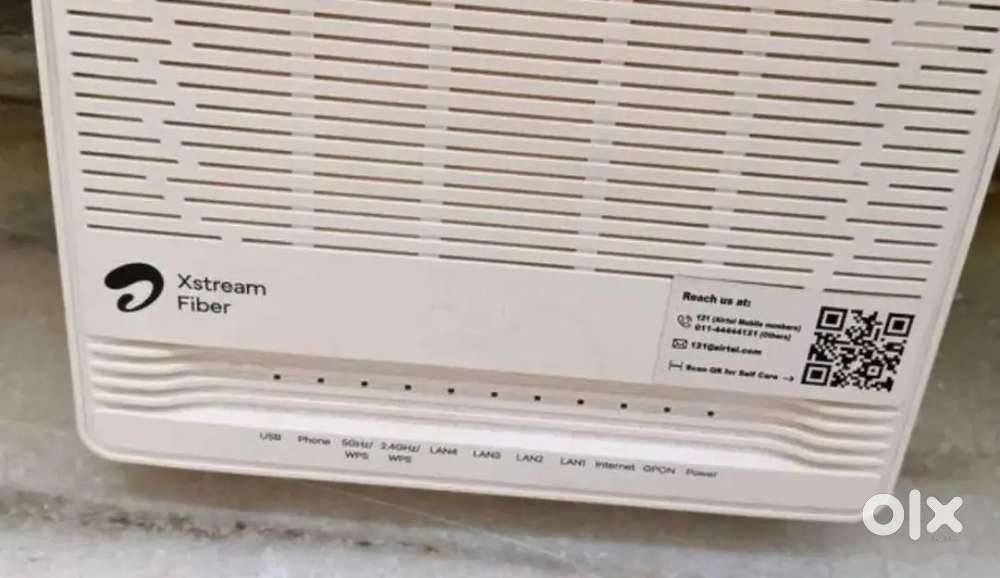 Xstream
Fiber
Reach us at:
121 (Airtel Mobile numbers)
011-44444121 (Others)
121@airtel.com
Scan QR for Self Care →
USB Phone 5GHz/ 2.4GHz/ LAN4 LAN3 LAN2 LAN1 Internet GPON Power
WPS WPS
olx